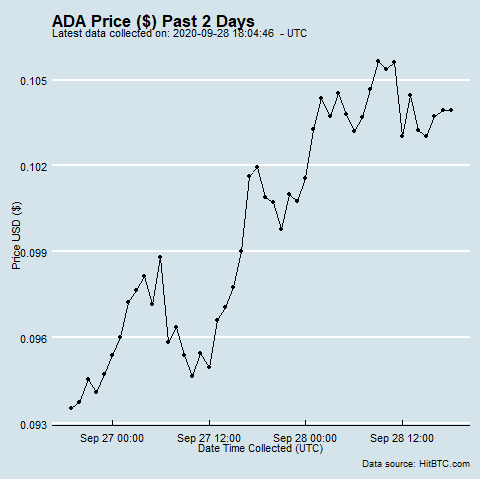 ADA Price ($) Past 2 Days
Latest data collected on: 2020-09-28 18:04:46 - UTC
0.105
0.102
0.099
0.096
0.093
Price USD ($)
Sep 27 00:00 Sep 27 12:00 Sep 28 00:00 Sep 28 12:00
Date Time Collected (UTC)
Data source: HitBTC.com